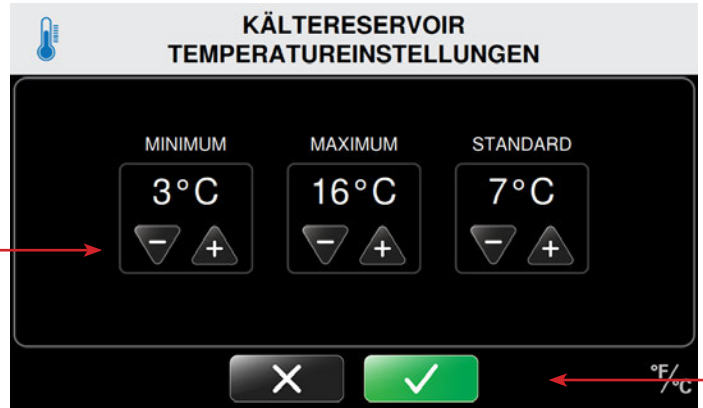 KÄLTERESERVOIR
TEMPERATUREINSTELLUNGEN
MINIMUM MAXIMUM STANDARD
3°C 16°C 7°C
− + − + − +
°F/°C